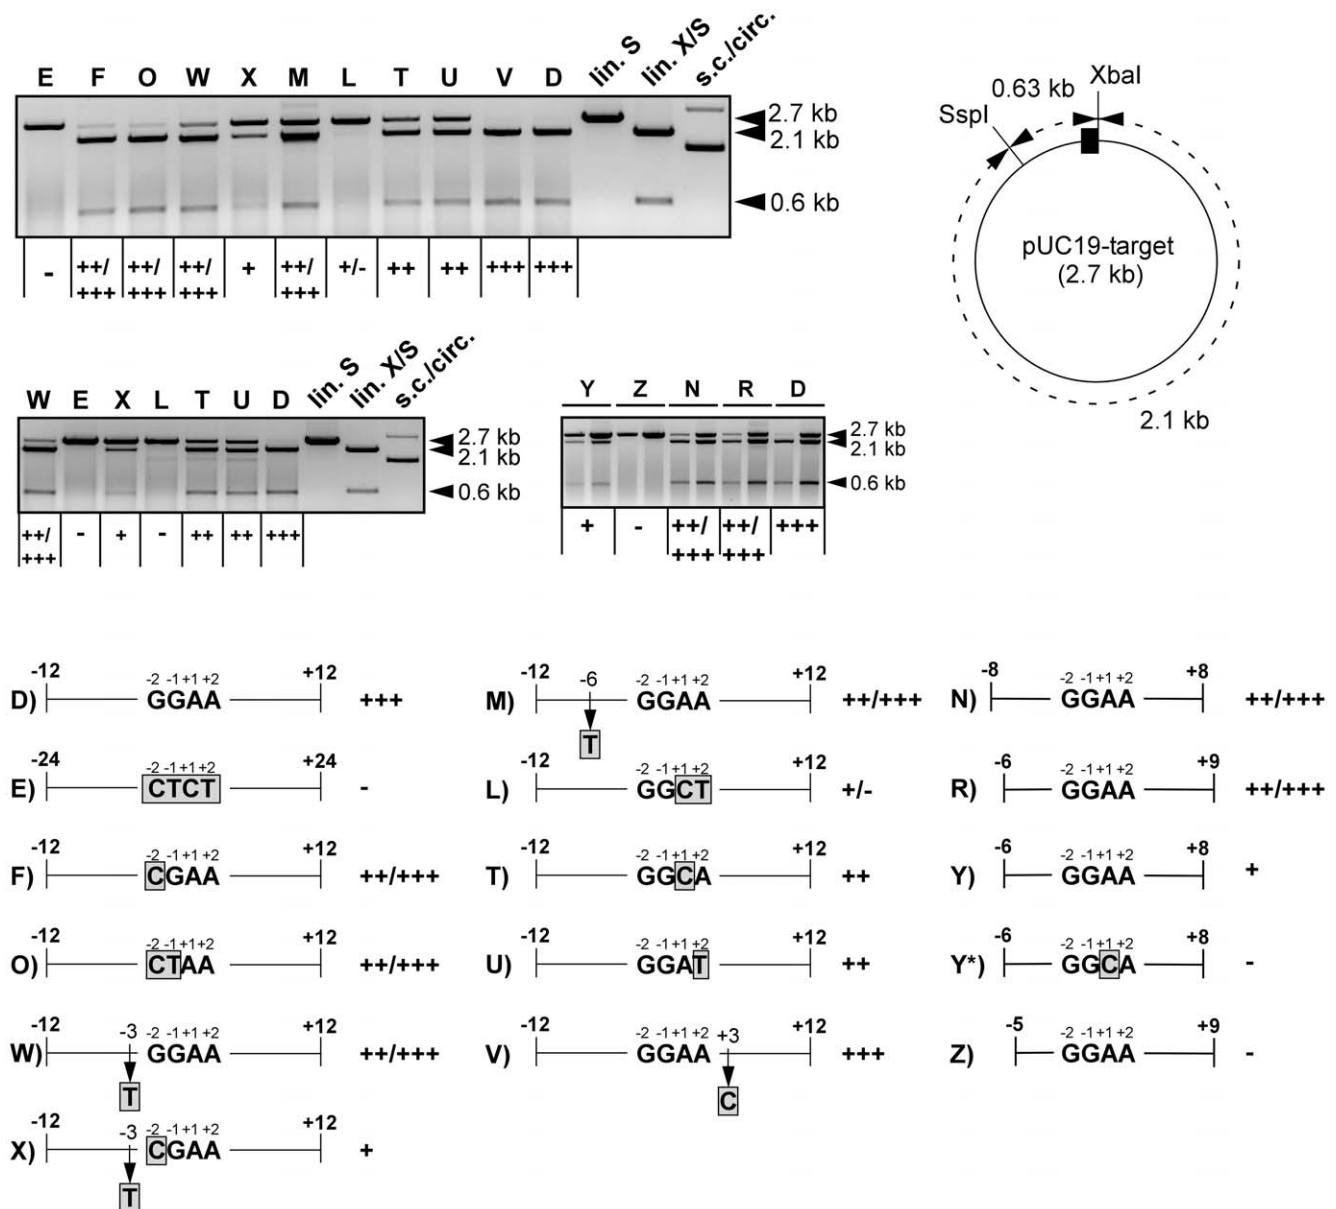 E F O W X M L T U V D lin. S lin. X/S s.c./circ.
2.7 kb
2.1 kb
0.6 kb
- ++/ ++/ ++/ + ++/ +/- ++ ++ +++ +++
+++ +++ +++ +++
0.63 kb XbaI
SspI
pUC19-target
(2.7 kb)
2.1 kb
W E X L T U D lin. S lin. X/S s.c./circ.
2.7 kb
2.1 kb
0.6 kb
++/ - + - ++ ++ +++
+++
Y Z N R D
2.7 kb
2.1 kb
0.6 kb
+ - ++/ ++/ +++
+++ +++
-12 -2 -1 +1 +2 +12
D) GGAA +++
-24 -2 -1 +1 +2 +24
E) CTCT -
-12 -2 -1 +1 +2 +12
F) CGAA ++/+++
-12 -2 -1 +1 +2 +12
O) CTAA ++/+++
-12 -3 -2 -1 +1 +2 +12
W) GGAA ++/+++
T
-12 -3 -2 -1 +1 +2 +12
X) CGAA +
T
-12 -6 -2 -1 +1 +2 +12
M) GGAA ++/+++
T
-12 -2 -1 +1 +2 +12
L) GGCT +/-
-12 -2 -1 +1 +2 +12
T) GGCA ++
-12 -2 -1 +1 +2 +12
U) GGAT ++
-12 -2 -1 +1 +2 +3 +12
V) GGAA +++
C
-8 -2 -1 +1 +2 +8
N) GGAA ++/+++
-6 -2 -1 +1 +2 +9
R) GGAA ++/+++
-6 -2 -1 +1 +2 +8
Y) GGAA +
-6 -2 -1 +1 +2 +8
Y*) GGCA -
-5 -2 -1 +1 +2 +9
Z) GGAA -